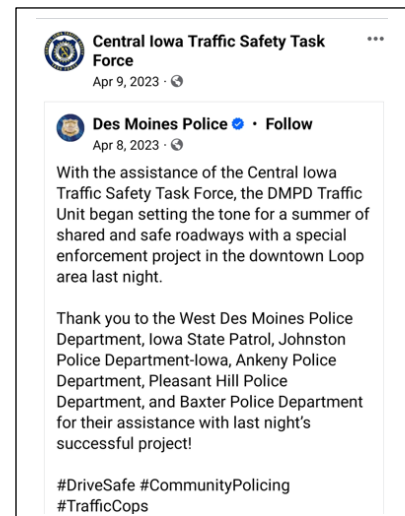 Central Iowa Traffic Safety Task
Force
Apr 9, 2023 ·
Des Moines Police · Follow
Apr 8, 2023 ·
With the assistance of the Central Iowa
Traffic Safety Task Force, the DMPD Traffic
Unit began setting the tone for a summer of
shared and safe roadways with a special
enforcement project in the downtown Loop
area last night.
Thank you to the West Des Moines Police
Department, Iowa State Patrol, Johnston
Police Department-Iowa, Ankeny Police
Department, Pleasant Hill Police
Department, and Baxter Police Department
for their assistance with last night's
successful project!
#DriveSafe #CommunityPolicing
#TrafficCops